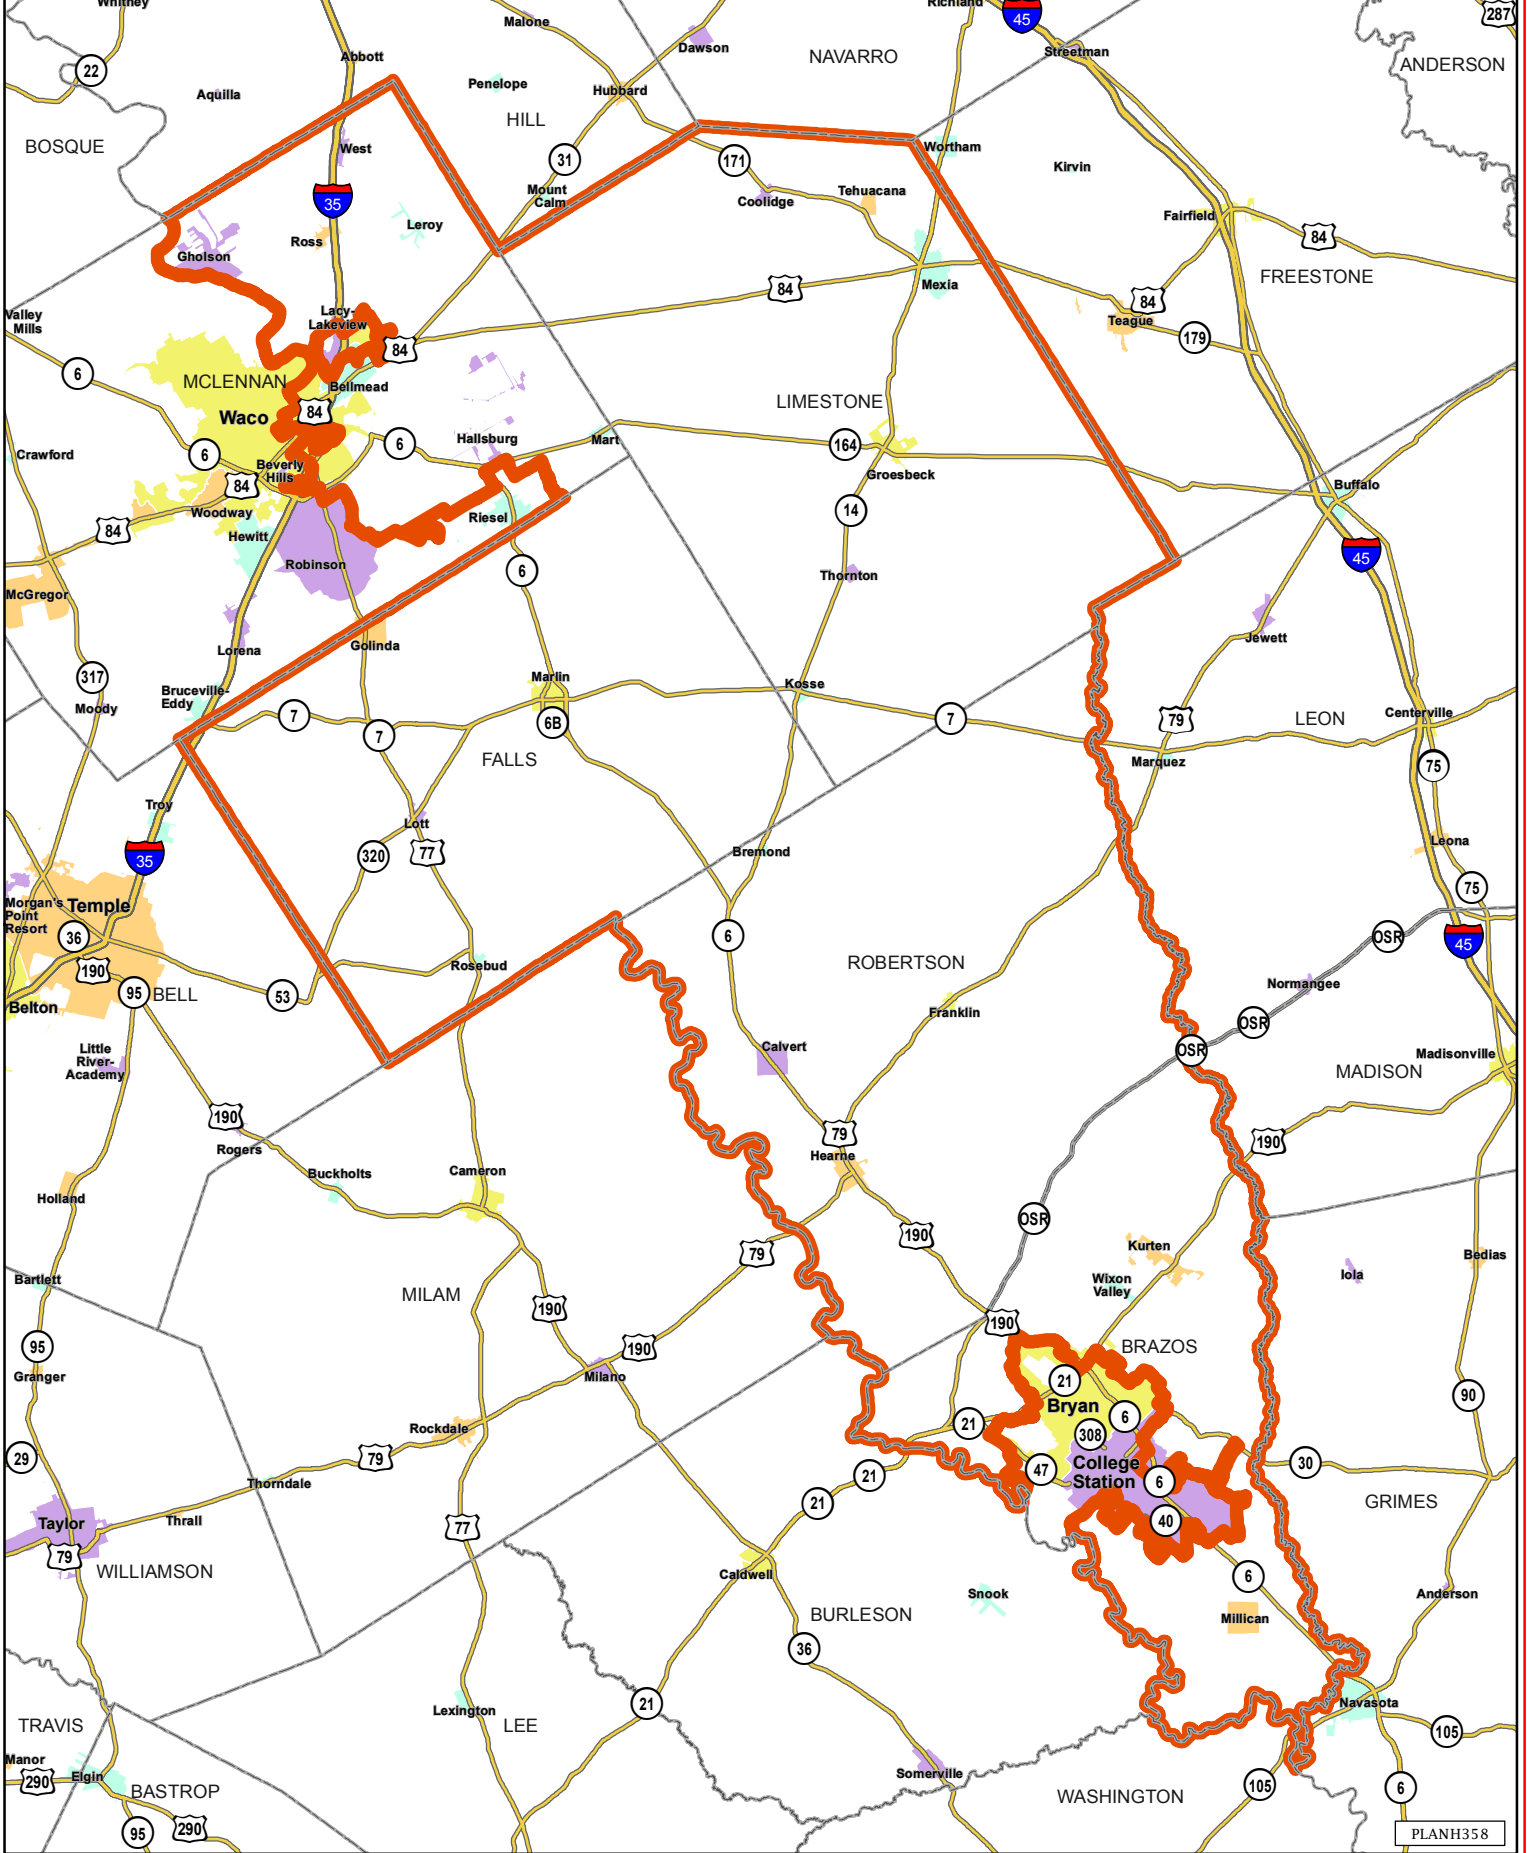 Whitney
Malone
Richland
45
287
Dawson
NAVARRO
Streetman
ANDERSON
22
Abbott
Aquilla
Penelope
Hubbard
HILL
BOSQUE
West
31
171
Wortham
Kirvin
Mount
Calm
Coolidge
Tehuacana
35
Leroy
Ross
Gholson
Fairfield
84
FREESTONE
84
Mexia
84
Teague
179
Valley
Mills
Lacy-
Lakeview
84
6
MCLENNAN
Bellmead
84
Waco
LIMESTONE
6
Hallsburg
Mart
164
Groesbeck
Crawford
6
Beverly
Hills
84
Woodway
84
Hewitt
Riesel
14
Buffalo
45
Robinson
6
Thornton
McGregor
Jewett
Lorena
Golinda
317
Moody
Bruceville-
Eddy
Marlin
Kosse
7
7
6B
7
79
LEON
Centerville
FALLS
Marquez
75
Troy
Lott
35
320
77
Bremond
Leona
75
Morgan's
Point
Resort
Temple
36
190
6
OSR
45
BELL
95
53
Rosebud
ROBERTSON
Normangee
Belton
Franklin
OSR
Little
River-
Academy
Calvert
OSR
Madisonville
MADISON
190
Rogers
79
190
Hearne
Buckholts
Cameron
Holland
OSR
190
79
Kurten
Bedias
Bartlett
MILAM
Wixon
Valley
Iola
190
190
190
95
BRAZOS
Granger
Milano
21
Bryan
6
90
21
308
Rockdale
29
79
47
College
Station
6
30
21
Thorndale
21
GRIMES
Taylor
Thrall
77
40
79
WILLIAMSON
Caldwell
6
Snook
Anderson
BURLESON
Millican
36
21
Lexington
LEE
TRAVIS
Navasota
105
Manor
290
Elgin
Somerville
105
6
BASTROP
WASHINGTON
95
290
PLANH358